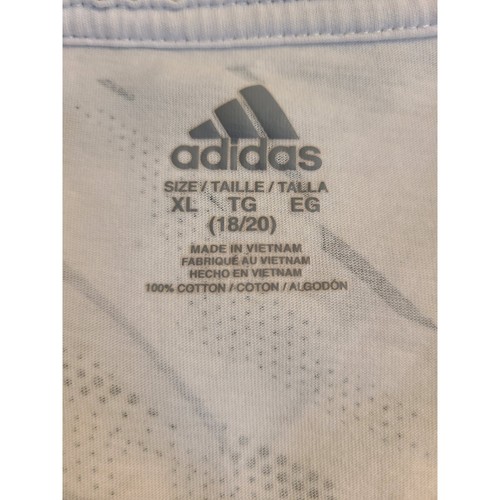 adidas
SIZE / TAILLE / TALLA
XL TG EG
(18/20)
MADE IN VIETNAM
FABRIQUÉ AU VIETNAM
HECHO EN VIETNAM
100% COTTON / COTON / ALGODÓN